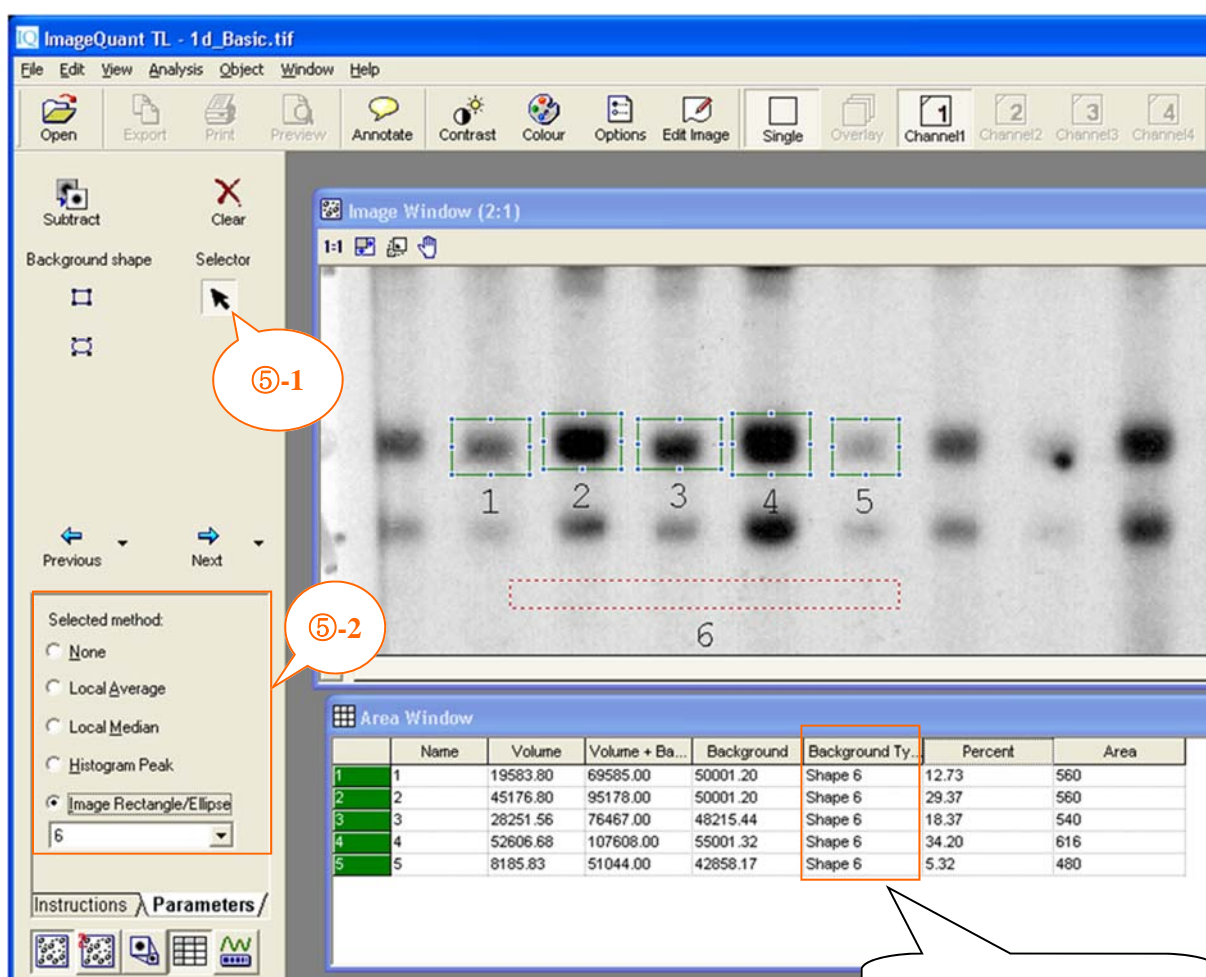 IQ ImageQuant TL - 1d_Basic.tif
File Edit View Analysis Object Window Help
Open Export Print Preview Annotate Contrast Colour Options Edit Image Single Overlay Channel1 Channel2 Channel3 Channel4
1 2 3 4
Subtract Clear
Background shape Selector
⑤-1
Previous Next
Selected method:
None
Local Average
Local Median
Histogram Peak
Image Rectangle/Ellipse
6
Instructions Parameters
⑤-2
Image Window (2:1)
1:1
1 2 3 4 5
6
Area Window
Name Volume Volume + Ba... Background Background Ty... Percent Area
1 1 19583.80 69585.00 50001.20 Shape 6 12.73 560
2 2 45176.80 95178.00 50001.20 Shape 6 29.37 560
3 3 28251.56 76467.00 48215.44 Shape 6 18.37 540
4 4 52606.68 107608.00 55001.32 Shape 6 34.20 616
5 5 8185.83 51044.00 42858.17 Shape 6 5.32 480